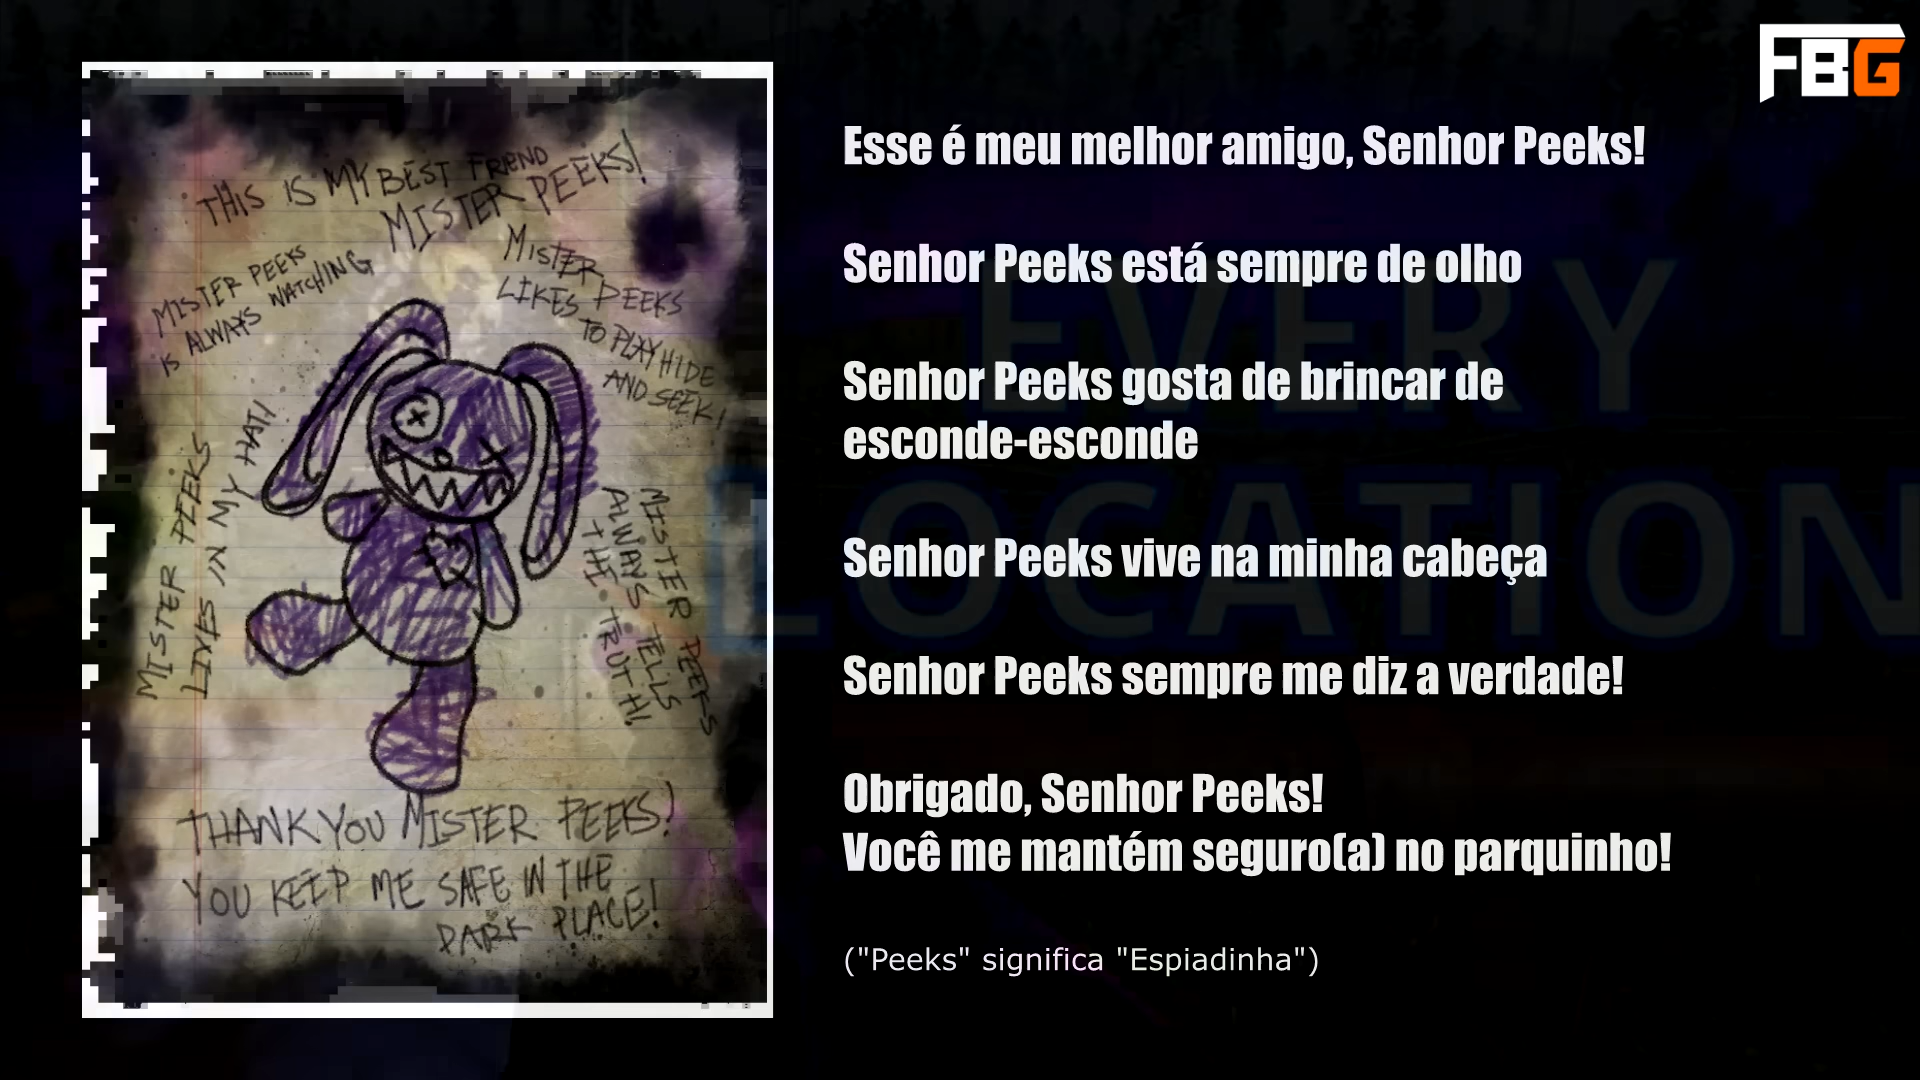 THIS IS MY BEST FRIEND
MISTER PEEKS!
MISTER PEEKS
IS ALWAYS WATCHING
MISTER PEEKS
LIKES TO PLAY HIDE
AND SEEK!
MISTER PEEKS
LIVES IN MY HAH
MISTER PEEKS
ALWAYS TELLS
THE TRUTH!
THANK YOU MISTER PEEKS!
YOU KEEP ME SAFE IN THE
PARK PLACE!
FBG
Esse é meu melhor amigo, Senhor Peeks!
Senhor Peeks está sempre de olho
Senhor Peeks gosta de brincar de
esconde-esconde
Senhor Peeks vive na minha cabeça
Senhor Peeks sempre me diz a verdade!
Obrigado, Senhor Peeks!
Você me mantém seguro(a) no parquinho!
("Peeks" significa "Espiadinha")
EVERY
LOCATION